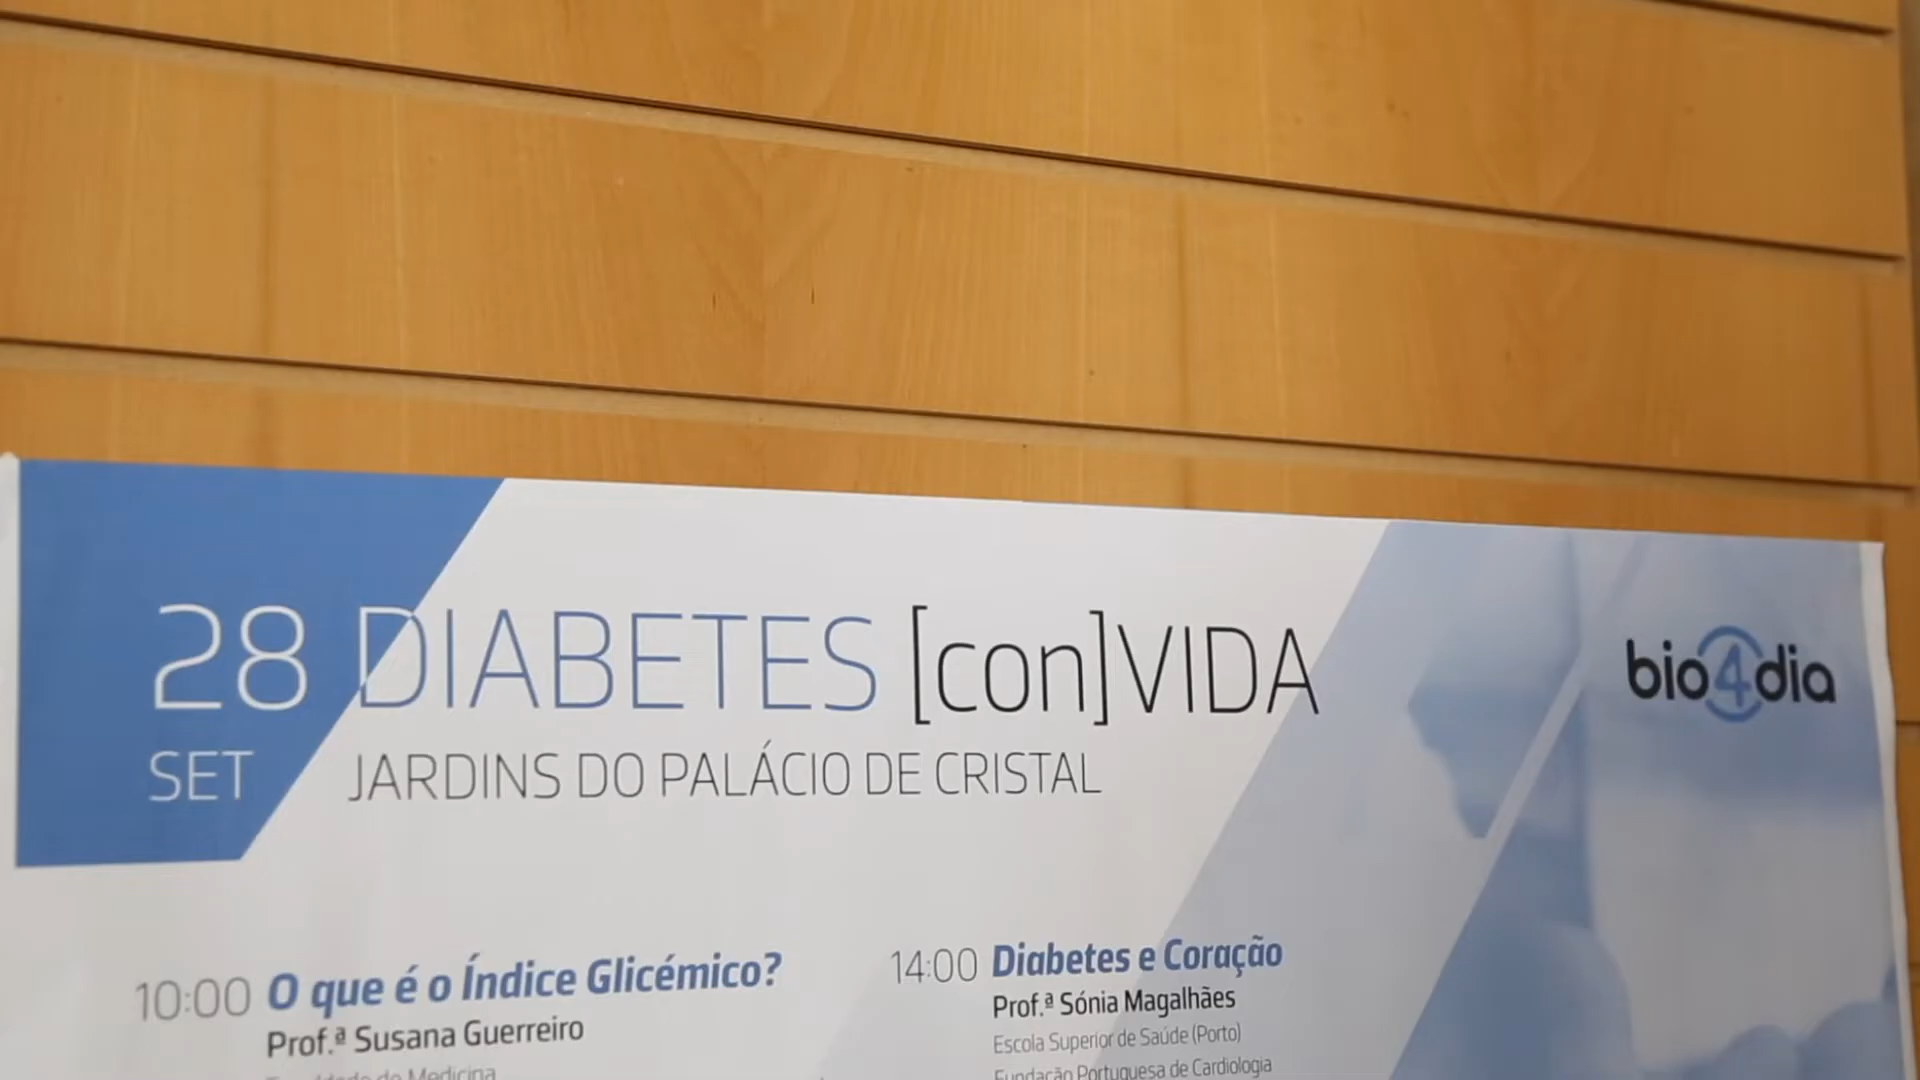 28 DIABETES [con]VIDA
SET JARDINS DO PALÁCIO DE CRISTAL
bio4dia
10:00 O que é o Índice Glicémico?
Prof.ª Susana Guerreiro
Faculdade de Medicina
14:00 Diabetes e Coração
Prof.ª Sónia Magalhães
Escola Superior de Saúde (Porto)
Fundação Portuguesa de Cardiologia